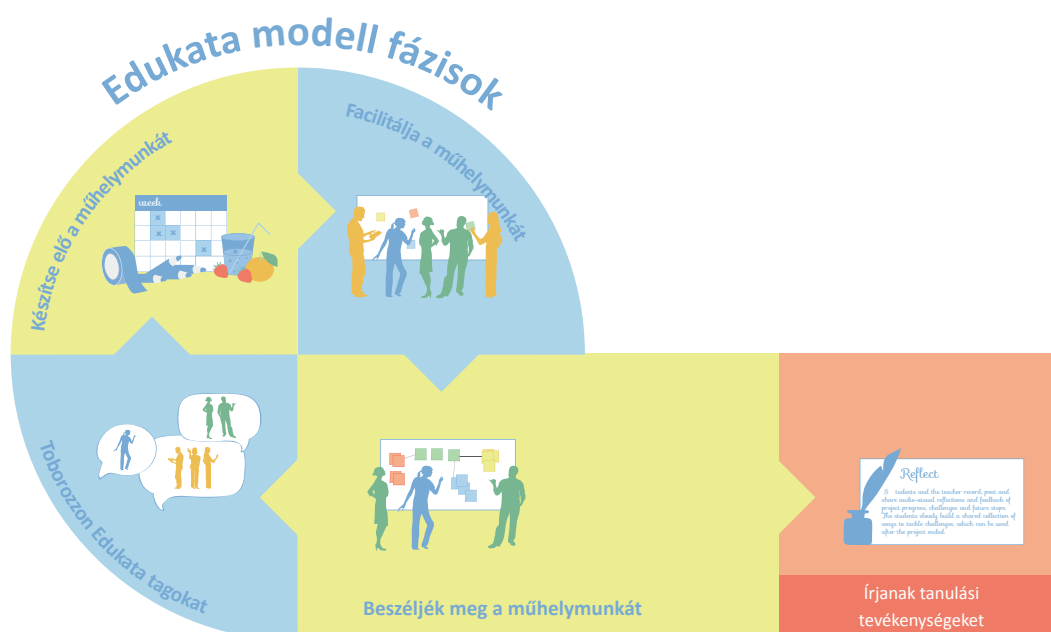 Edukata modell fázisok
Készítse elő a műhelymunkát
Facilitálja a műhelymunkát
week
Toborozzon Edukata tagokat
Beszéljék meg a műhelymunkát
Reflect
S tudents and the teacher record, post and
share audio-visual reflections and feedback of
project progress, challenges and future steps.
The students slowly build a shared collection of
ways to tackle challenges, which can be used
after the project ended.
Írjanak tanulási
tevékenységeket